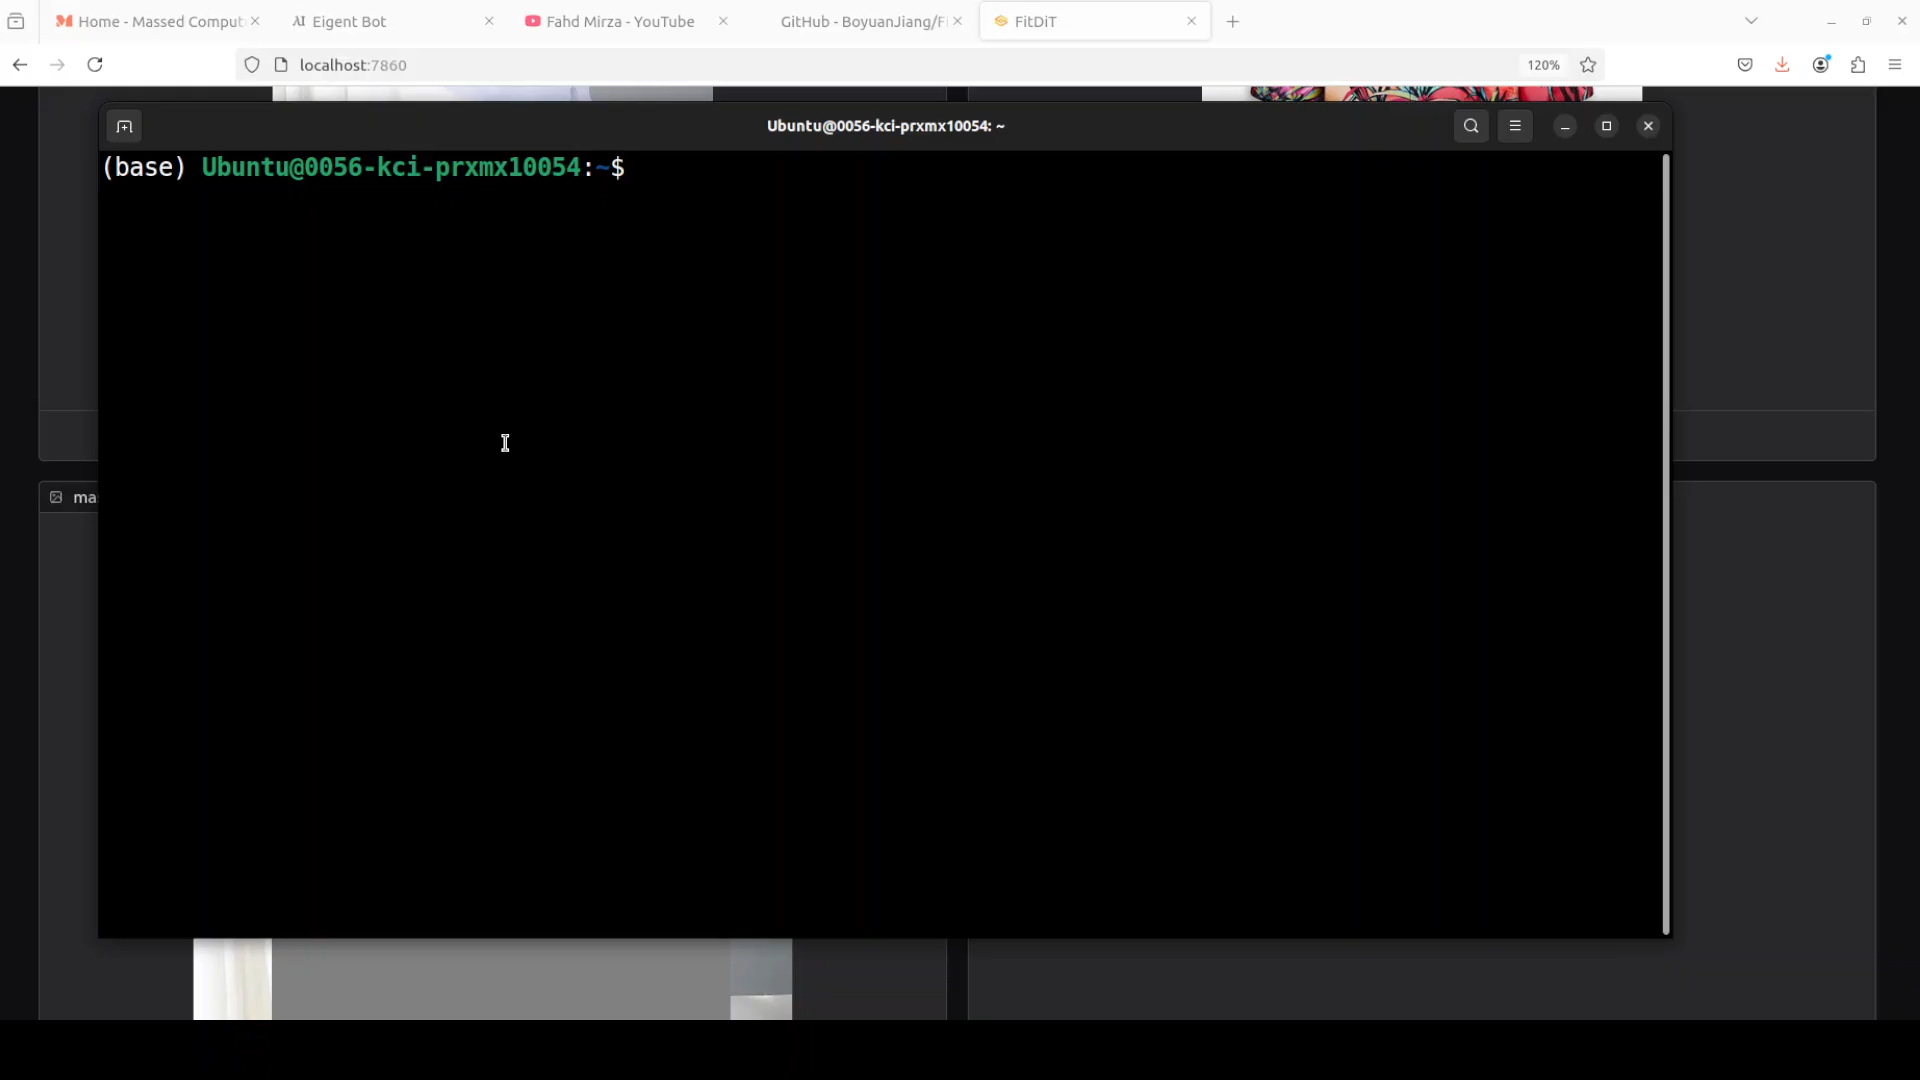 Home - Massed Comput
Eigent Bot
Fahd Mirza - YouTube
GitHub - BoyuanJiang/Fi
FitDiT
localhost:7860
120%
Ubuntu@0056-kci-prxmx10054: ~
(base) Ubuntu@0056-kci-prxmx10054:~$
ma